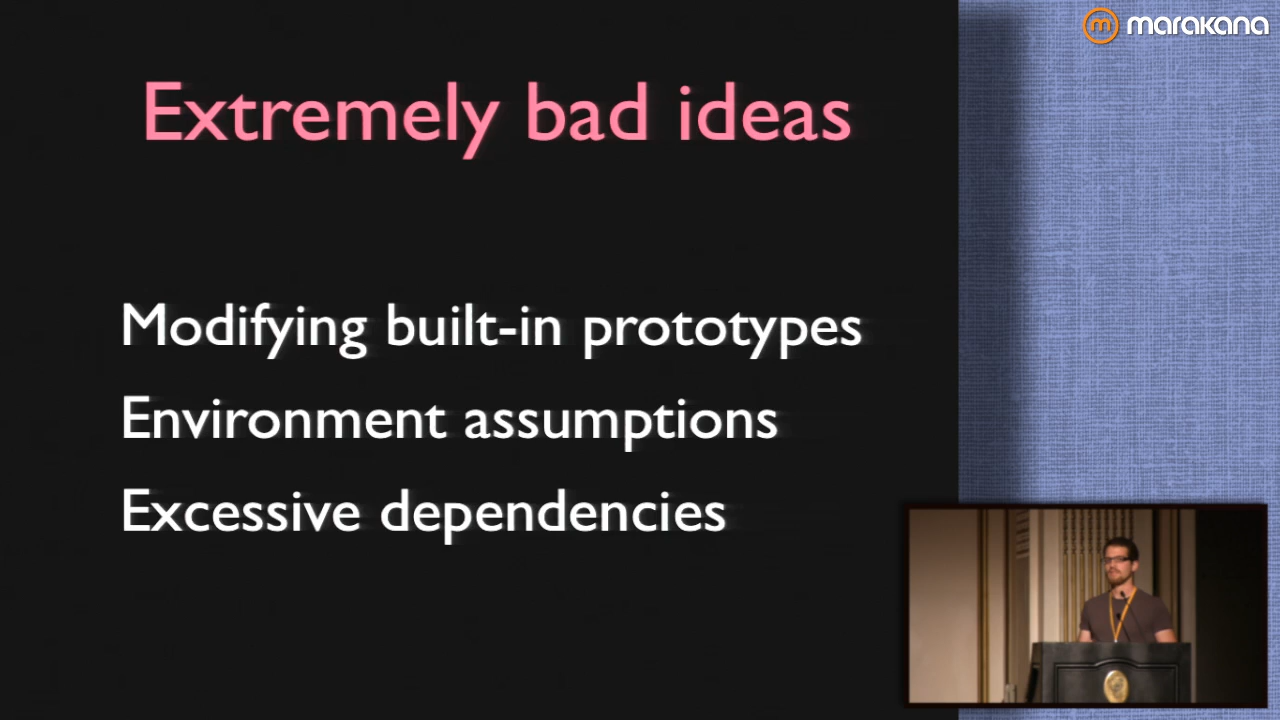 marakana
Extremely bad ideas
Modifying built-in prototypes
Environment assumptions
Excessive dependencies